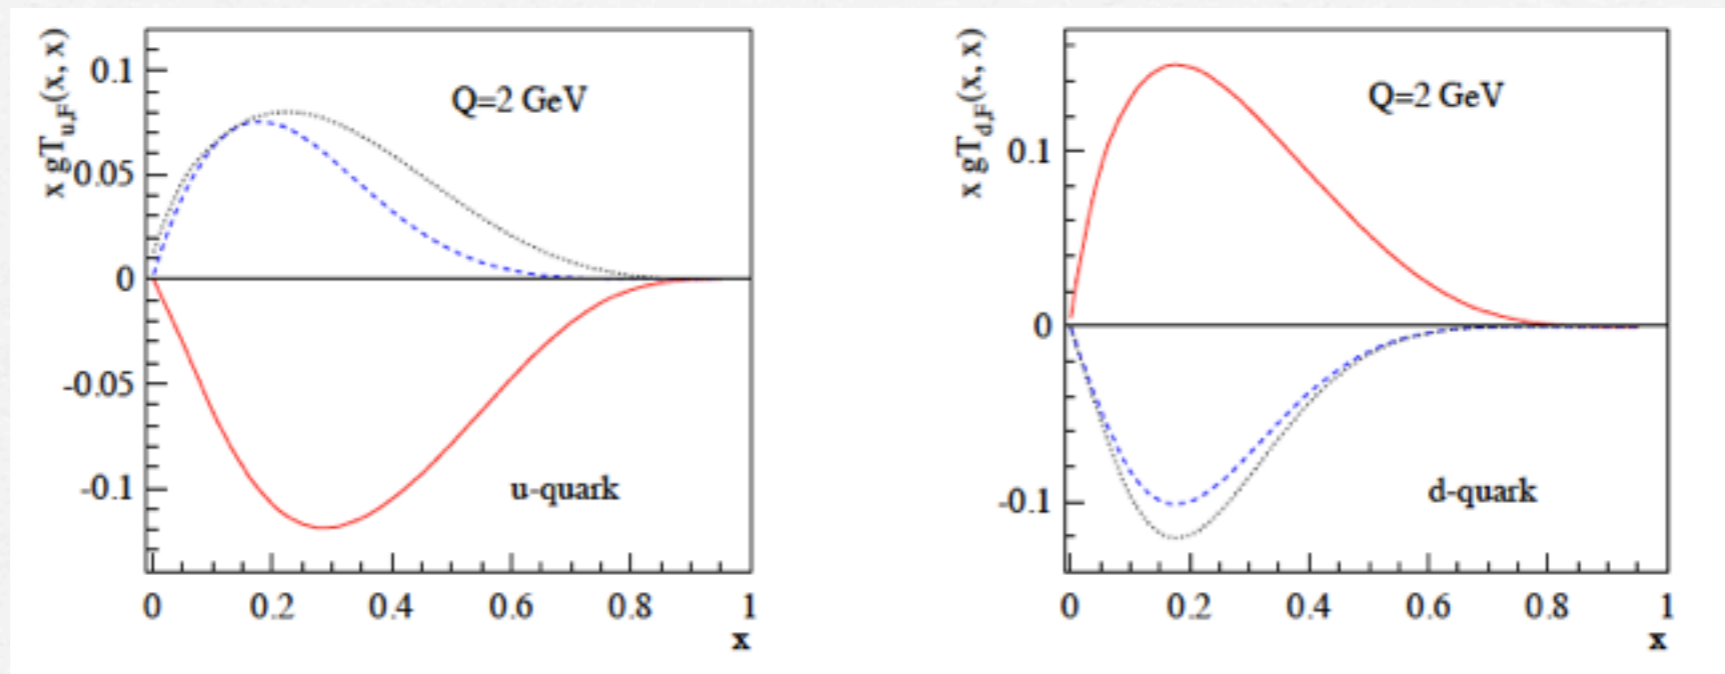 x gT_{u,F}(x, x)
0.1
0.05
0
-0.05
-0.1
Q=2 GeV
u-quark
0 0.2 0.4 0.6 0.8 1
x
x gT_{d,F}(x, x)
0.1
0
-0.1
Q=2 GeV
d-quark
0 0.2 0.4 0.6 0.8 1
x